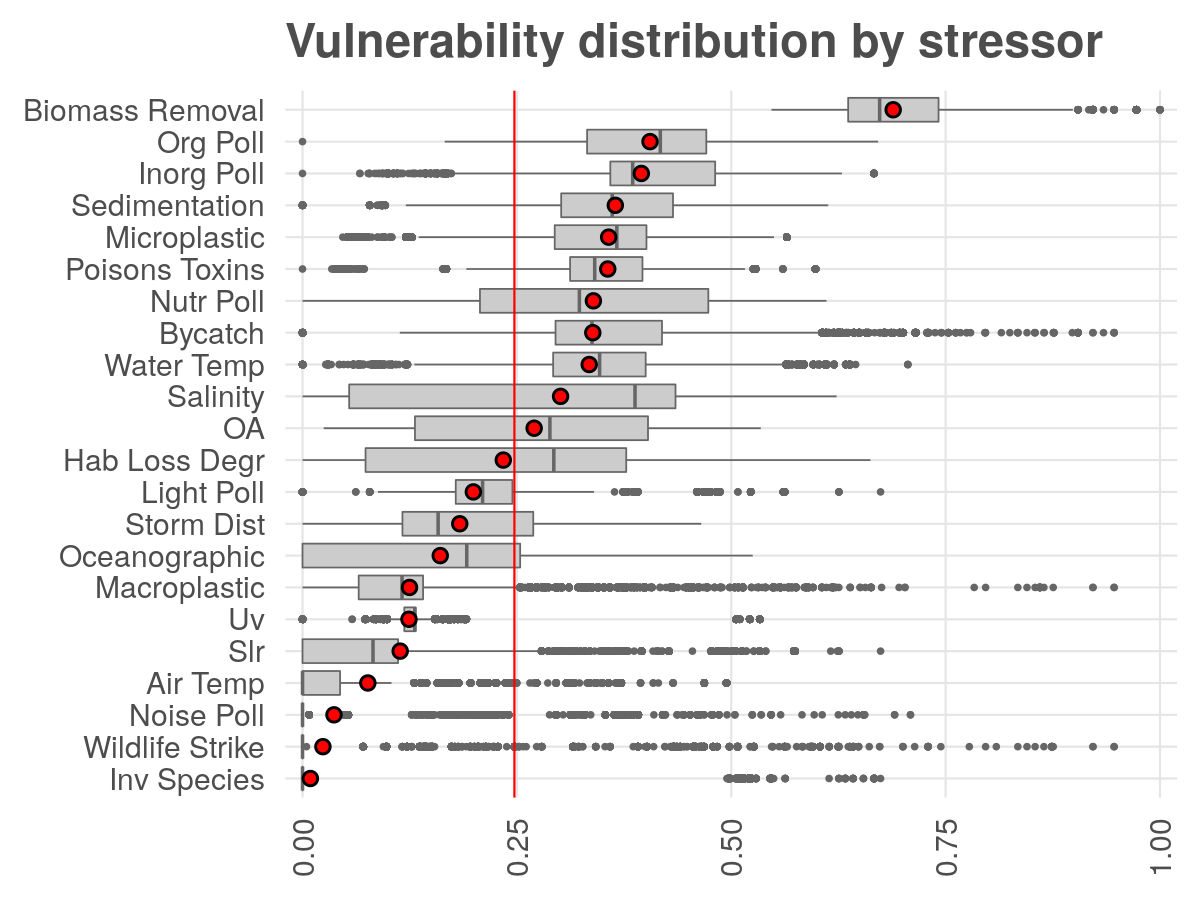 Vulnerability distribution by stressor
Biomass Removal
Org Poll
Inorg Poll
Sedimentation
Microplastic
Poisons Toxins
Nutr Poll
Bycatch
Water Temp
Salinity
OA
Hab Loss Degr
Light Poll
Storm Dist
Oceanographic
Macroplastic
Uv
Slr
Air Temp
Noise Poll
Wildlife Strike
Inv Species
0.00
0.25
0.50
0.75
1.00